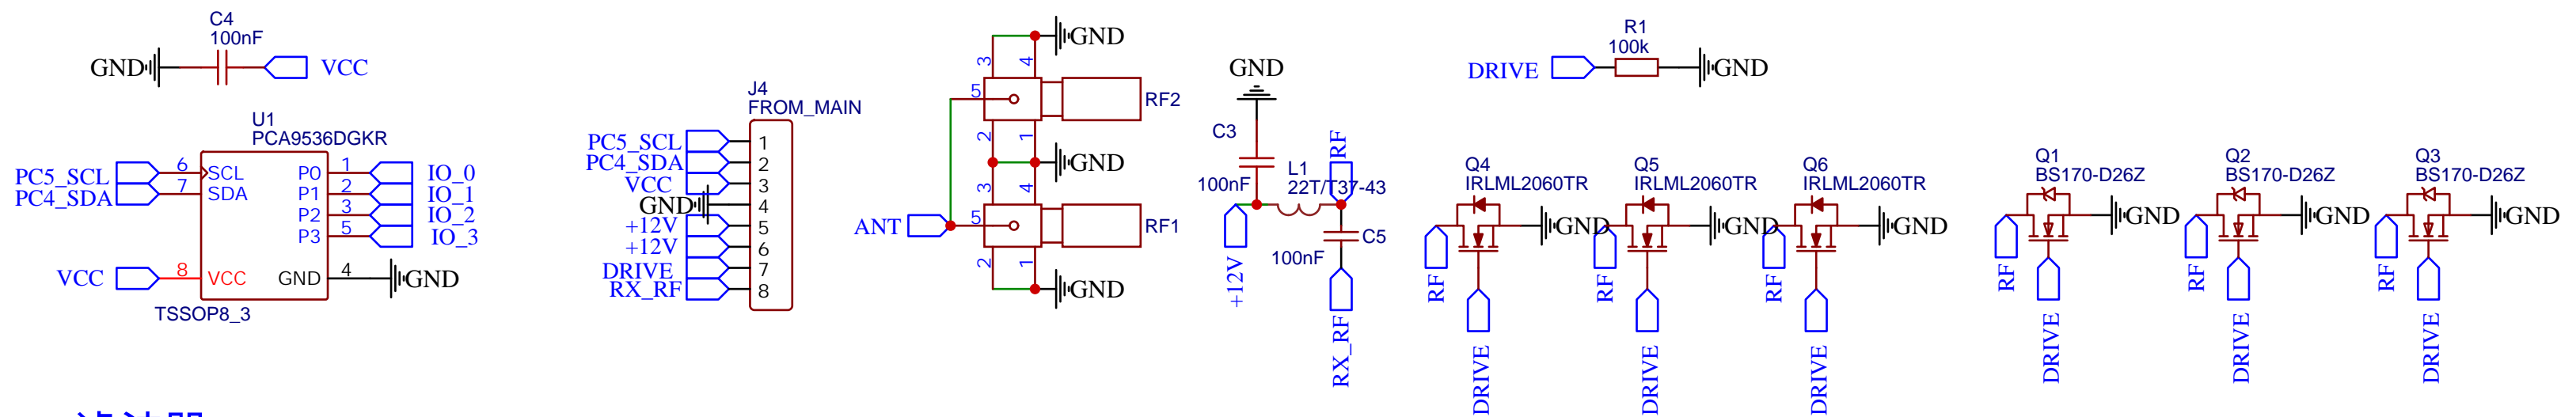 C4
100nF
GND
VCC
U1
PCA9536DGKR
PC5_SCL
PC4_SDA
6
7
SCL
SDA
P0
P1
P2
P3
1
2
3
5
IO_0
IO_1
IO_2
IO_3
VCC
8
VCC
GND
4
GND
TSSOP8_3
J4
FROM_MAIN
PC5_SCL
1
PC4_SDA
2
VCC
3
GND
4
+12V
5
+12V
6
DRIVE
7
RX_RF
8
3
4
GND
5
RF2
2
1
GND
3
4
ANT
5
RF1
2
1
GND
GND
C3
100nF
L1
22T/T37-43
RF
+12V
C5
100nF
RX_RF
R1
100k
DRIVE
GND
Q4
IRLML2060TR
GND
RF
DRIVE
Q5
IRLML2060TR
GND
RF
DRIVE
Q6
IRLML2060TR
GND
RF
DRIVE
Q1
BS170-D26Z
GND
RF
DRIVE
Q2
BS170-D26Z
GND
RF
DRIVE
Q3
BS170-D26Z
GND
RF
DRIVE